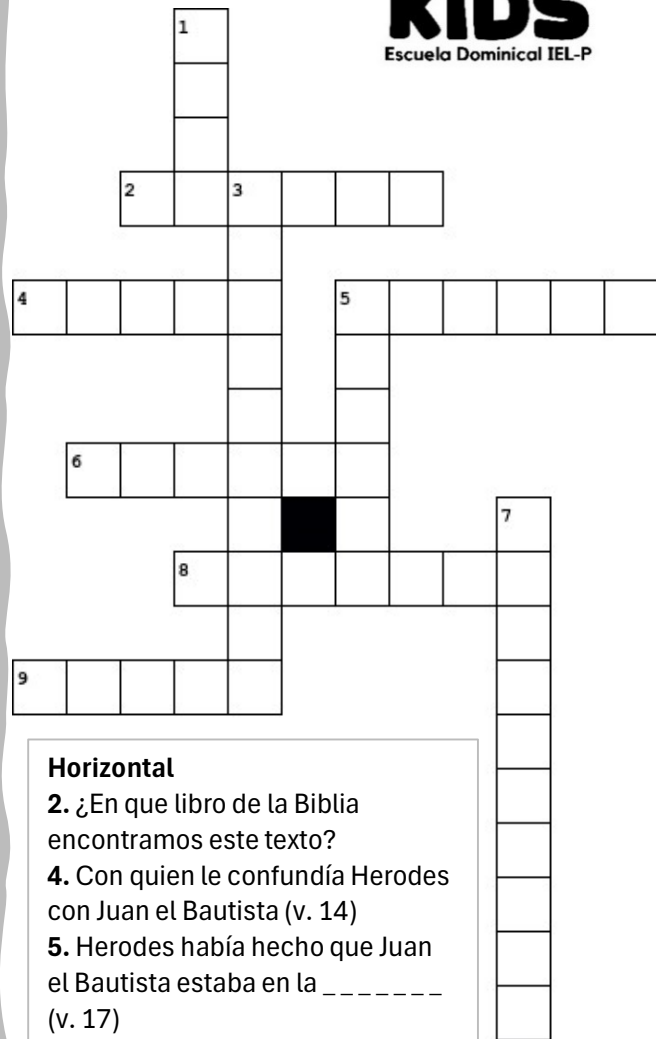 KIDS
Escuela Dominical IEL-P
1
2 3
4 5
6
7
8
9
Horizontal
2. ¿En que libro de la Biblia
encontramos este texto?
4. Con quien le confundía Herodes
con Juan el Bautista (v. 14)
5. Herodes había hecho que Juan
el Bautista estaba en la _ _ _ _ _ _ _
(v. 17)